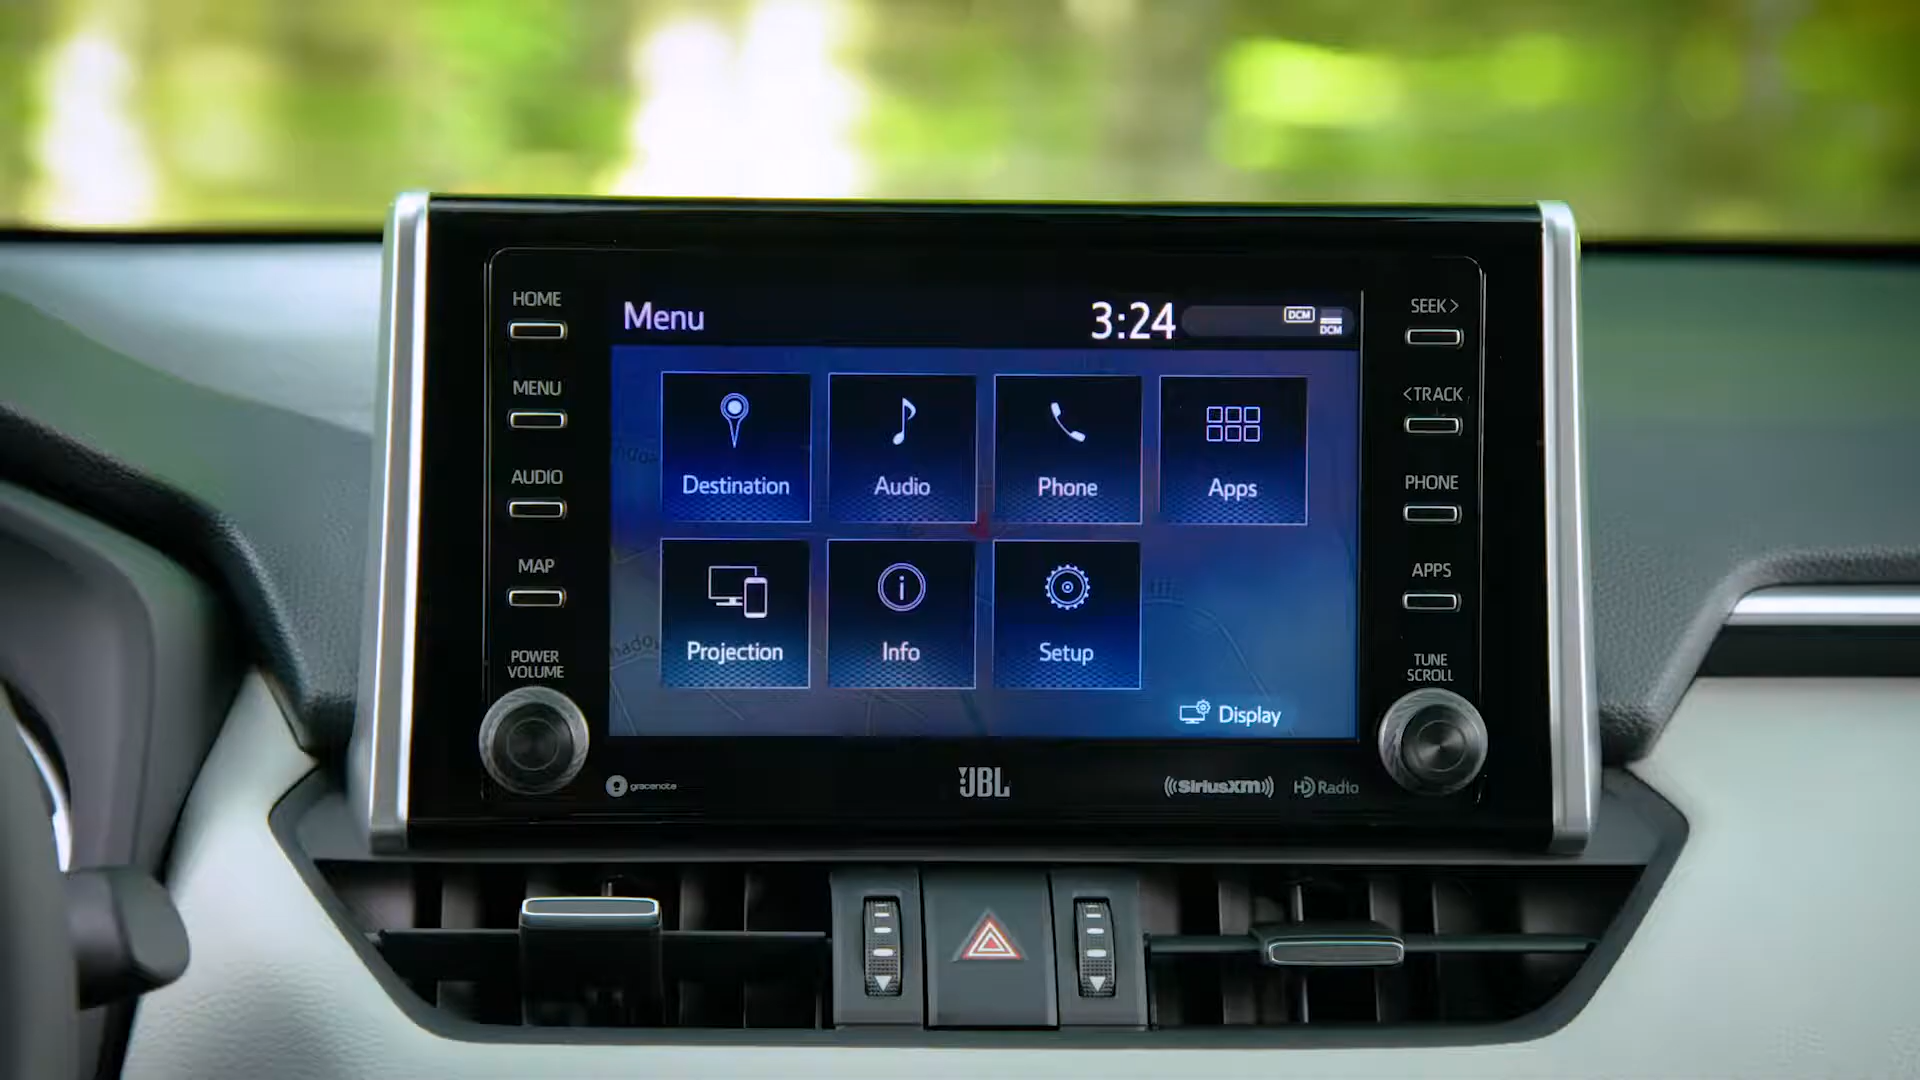 HOME
MENU
AUDIO
MAP
POWER
VOLUME
Menu
3:24
DCM
DCM
Destination
Audio
Phone
Apps
Projection
Info
Setup
Display
SEEK >
< TRACK
PHONE
APPS
TUNE
SCROLL
gracenote
JBL
SiriusXM
HD Radio